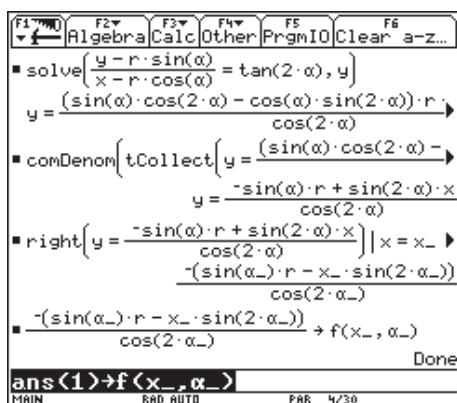 F1 F2 F3 F4 F5 F6
Algebra Calc Other PrgmIO Clear a-z…
▪ solve((y - r·sin(α))/(x - r·cos(α)) = tan(2·α), y)
y = ((sin(α)·cos(2·α) - cos(α)·sin(2·α))·r·▶/cos(2·α)
▪ comDenom(tCollect(y = (sin(α)·cos(2·α) -▶
y = (⁻sin(α)·r + sin(2·α)·x)/cos(2·α)
▪ right(y = (⁻sin(α)·r + sin(2·α)·x)/cos(2·α)) | x = x_ ▶
⁻(sin(α_)·r - x_·sin(2·α_))/cos(2·α_)
▪ ⁻(sin(α_)·r - x_·sin(2·α_))/cos(2·α_) → f(x_, α_)
Done
ans(1)→f(x_,α_)
MAIN RAD AUTO PAR 4/30